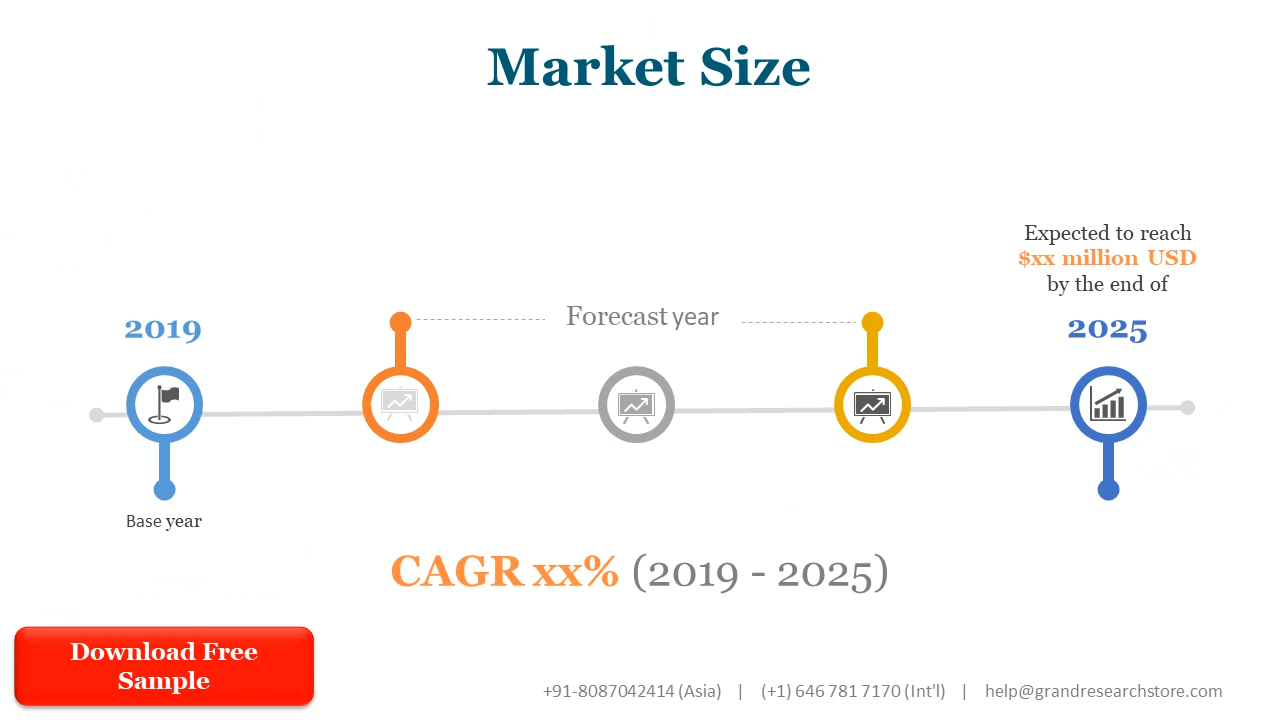 Market Size
Expected to reach
$xx million USD
by the end of
2019
Forecast year
2025
Base year
CAGR xx% (2019 - 2025)
Download Free
Sample
+91-8087042414 (Asia) | (+1) 646 781 7170 (Int'l) | help@grandresearchstore.com